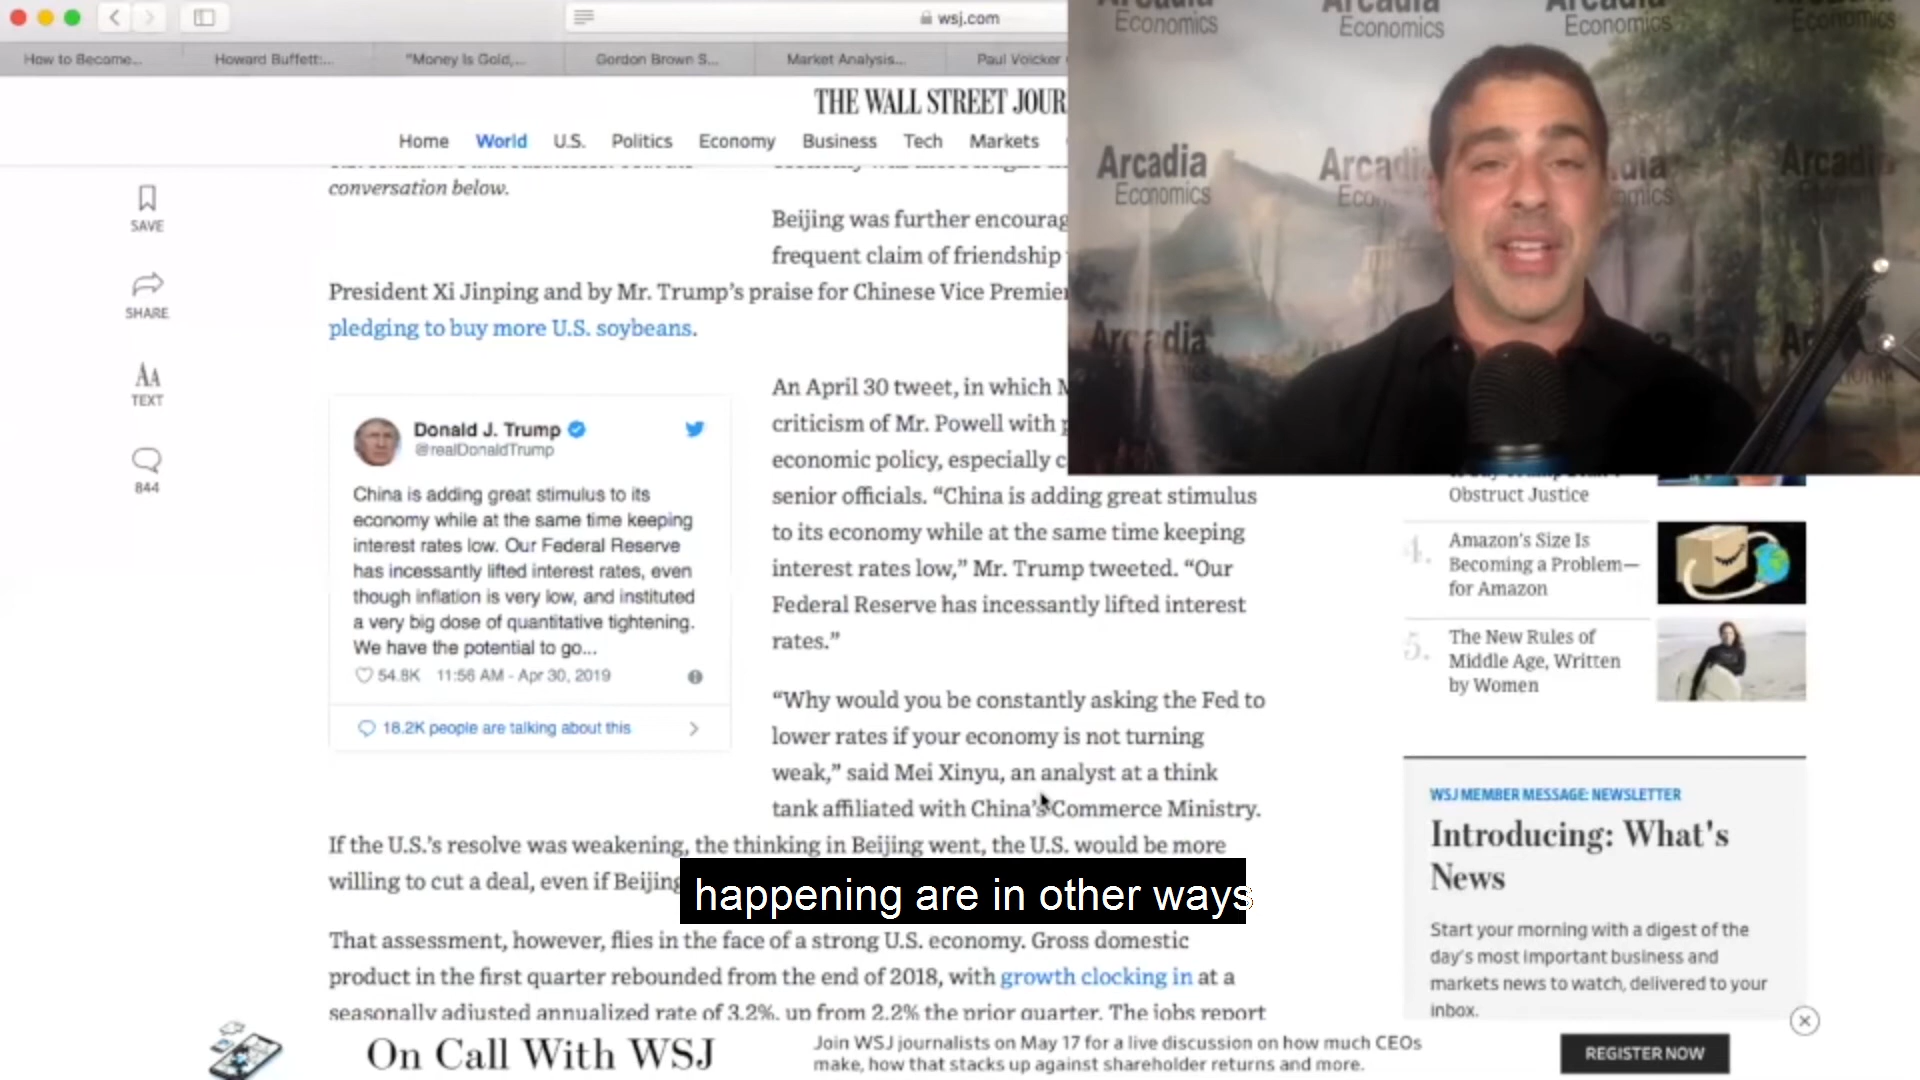 wsj.com
How to Become...
Howard Buffett:...
"Money Is Gold,...
Gordon Brown S...
Market Analysis...
Paul Volcker
THE WALL STREET JOUR
Home World U.S. Politics Economy Business Tech Markets
SAVE
SHARE
AA
TEXT
844
conversation below.
Beijing was further encourag
frequent claim of friendship
President Xi Jinping and by Mr. Trump's praise for Chinese Vice Premier
pledging to buy more U.S. soybeans.
Donald J. Trump
@realDonaldTrump
China is adding great stimulus to its
economy while at the same time keeping
interest rates low. Our Federal Reserve
has incessantly lifted interest rates, even
though inflation is very low, and instituted
a very big dose of quantitative tightening.
We have the potential to go...
54.8K 11:56 AM - Apr 30, 2019
18.2K people are talking about this
An April 30 tweet, in which M
criticism of Mr. Powell with p
economic policy, especially c
senior officials. “China is adding great stimulus
to its economy while at the same time keeping
interest rates low,” Mr. Trump tweeted. “Our
Federal Reserve has incessantly lifted interest
rates.”
“Why would you be constantly asking the Fed to
lower rates if your economy is not turning
weak,” said Mei Xinyu, an analyst at a think
tank affiliated with China's Commerce Ministry.
If the U.S.'s resolve was weakening, the thinking in Beijing went, the U.S. would be more
willing to cut a deal, even if Beijing
happening are in other ways
That assessment, however, flies in the face of a strong U.S. economy. Gross domestic
product in the first quarter rebounded from the end of 2018, with growth clocking in at a
seasonally adjusted annualized rate of 3.2%, up from 2.2% the prior quarter. The jobs report
Arcadia
Economics
Arcadia
Economics
Arcadia
Economics
Economics
Arcadia
Economics
Obstruct Justice
4. Amazon's Size Is
Becoming a Problem—
for Amazon
5. The New Rules of
Middle Age, Written
by Women
WSJ MEMBER MESSAGE: NEWSLETTER
Introducing: What's
News
Start your morning with a digest of the
day's most important business and
markets news to watch, delivered to your
inbox.
On Call With WSJ
Join WSJ journalists on May 17 for a live discussion on how much CEOs
make, how that stacks up against shareholder returns and more.
REGISTER NOW